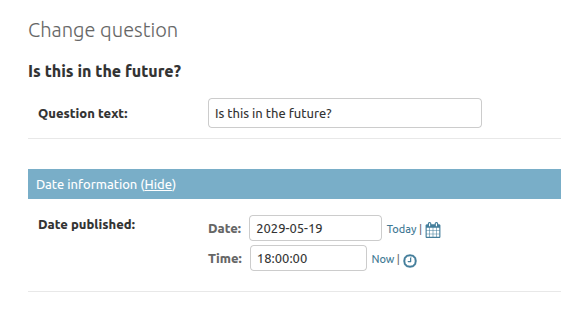 Change question
Is this in the future?
Question text: Is this in the future?
Date information (Hide)
Date published: Date: 2029-05-19 Today |
Time: 18:00:00 Now |